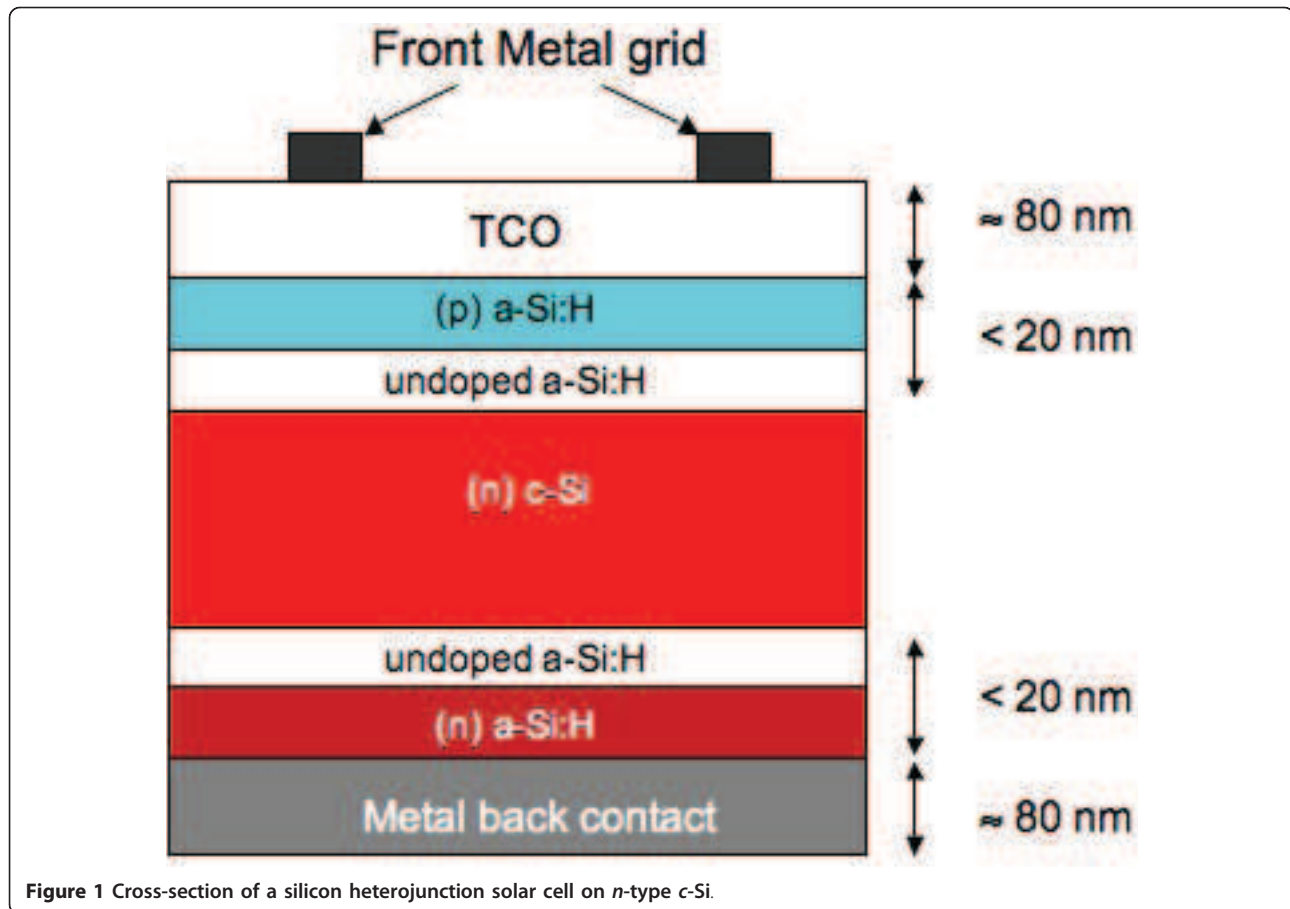 Front Metal grid
TCO
≈ 80 nm
(p) a-Si:H
< 20 nm
undoped a-Si:H
(n) c-Si
undoped a-Si:H
< 20 nm
(n) a-Si:H
Metal back contact
≈ 80 nm
Figure 1 Cross-section of a silicon heterojunction solar cell on n-type c-Si.